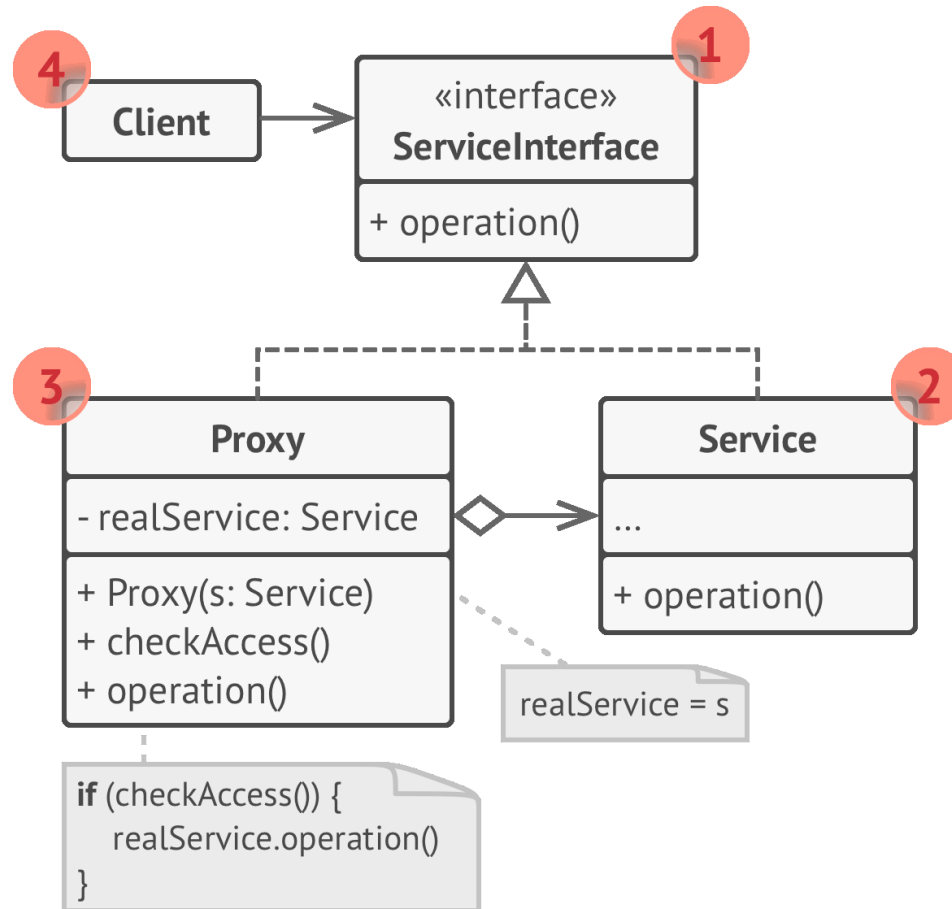 4
Client
1
«interface»
ServiceInterface
+ operation()
3
Proxy
- realService: Service
+ Proxy(s: Service)
+ checkAccess()
+ operation()
2
Service
...
+ operation()
realService = s
if (checkAccess()) {
realService.operation()
}